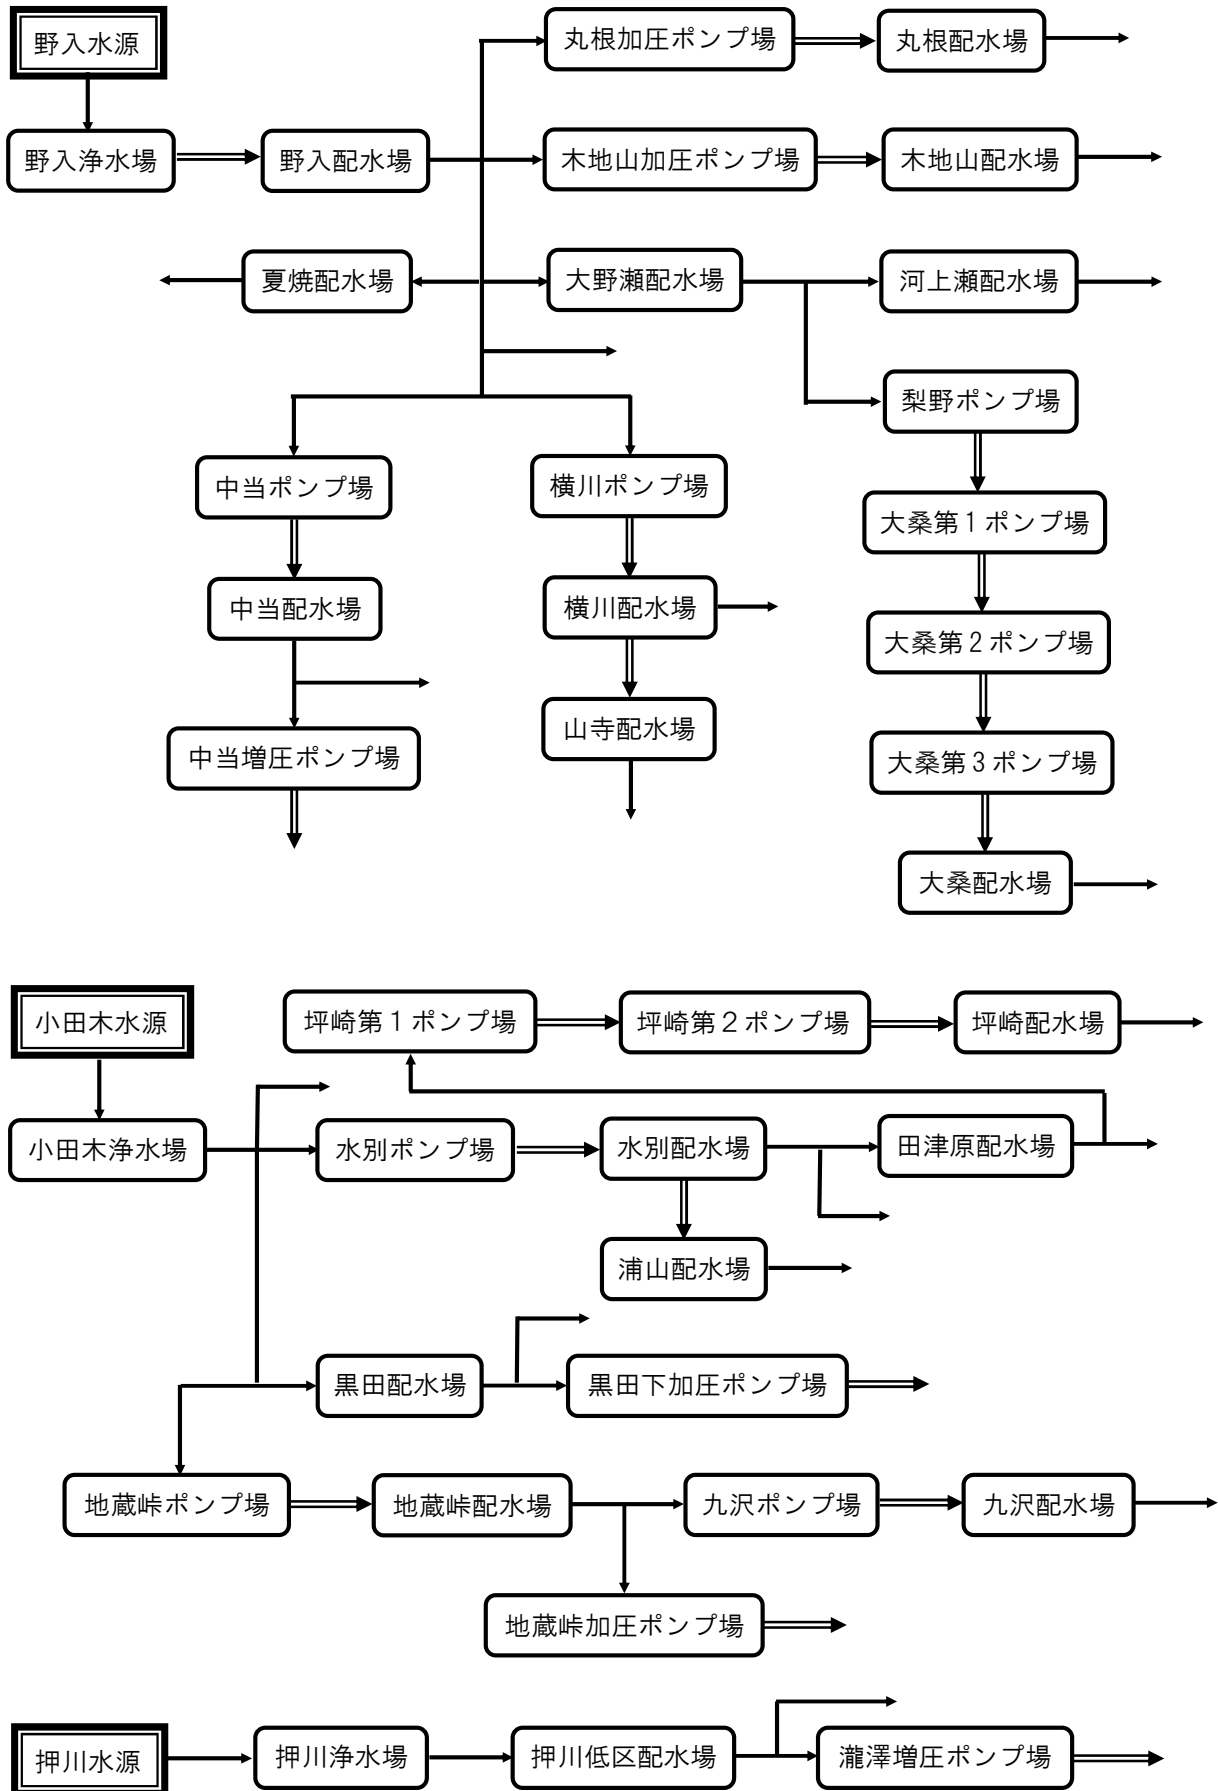 野入水源
丸根加圧ポンプ場
丸根配水場
野入浄水場
野入配水場
木地山加圧ポンプ場
木地山配水場
夏焼配水場
大野瀬配水場
河上瀬配水場
梨野ポンプ場
中当ポンプ場
横川ポンプ場
大桑第1ポンプ場
中当配水場
横川配水場
大桑第2ポンプ場
中当増圧ポンプ場
山寺配水場
大桑第3ポンプ場
大桑配水場
小田木水源
坪崎第1ポンプ場
坪崎第2ポンプ場
坪崎配水場
小田木浄水場
水別ポンプ場
水別配水場
田津原配水場
浦山配水場
黒田配水場
黒田下加圧ポンプ場
地蔵峠ポンプ場
地蔵峠配水場
九沢ポンプ場
九沢配水場
地蔵峠加圧ポンプ場
押川水源
押川浄水場
押川低区配水場
瀧澤増圧ポンプ場